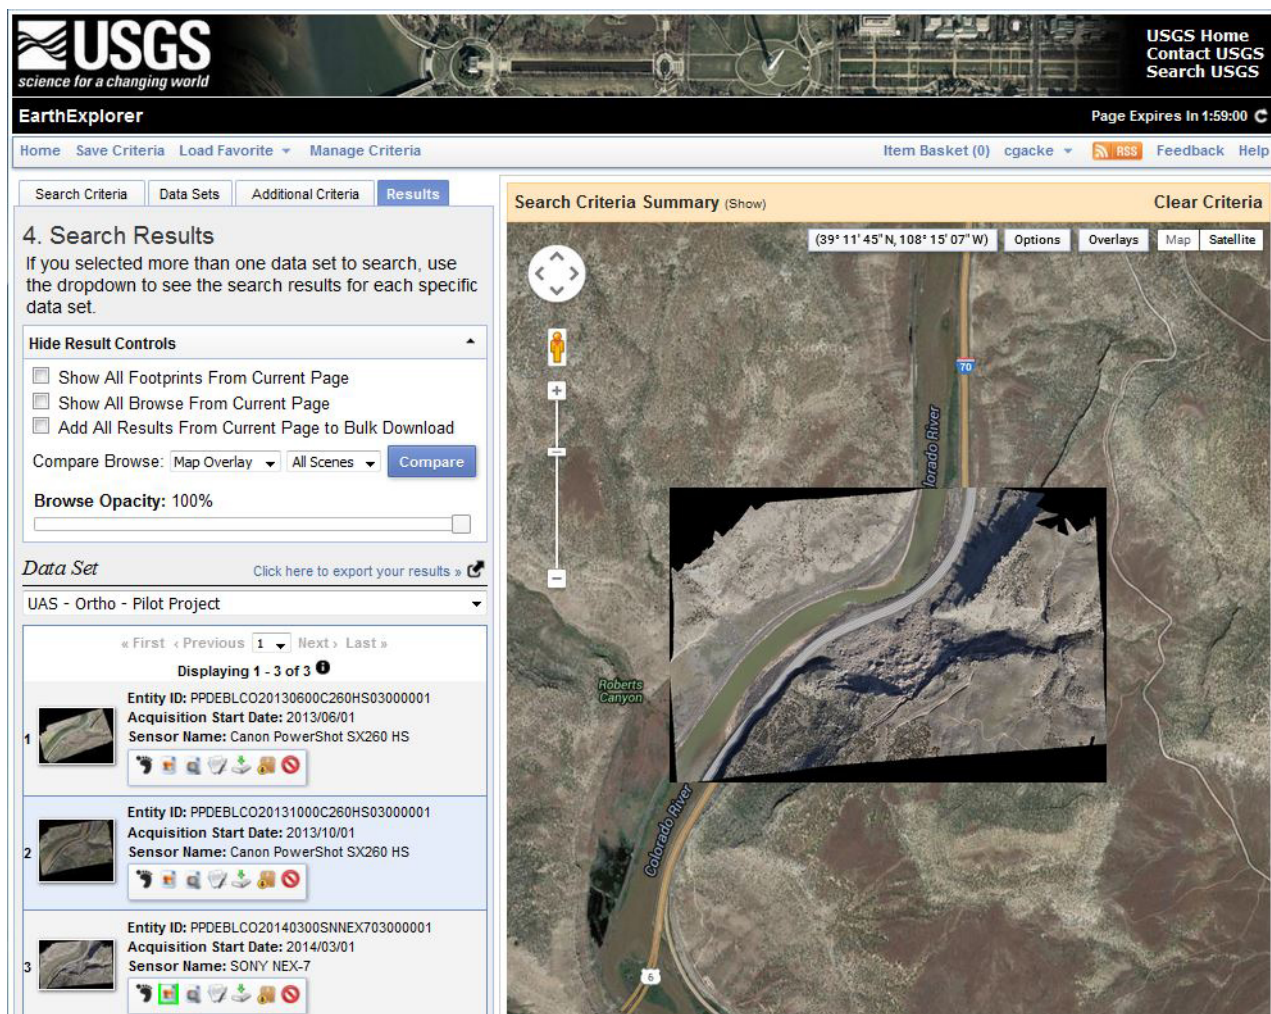 USGS
science for a changing world
USGS Home
Contact USGS
Search USGS
EarthExplorer
Page Expires In 1:59:00
Home Save Criteria Load Favorite Manage Criteria
Item Basket (0) cgacke RSS Feedback Help
Search Criteria Data Sets Additional Criteria Results
4. Search Results
If you selected more than one data set to search, use
the dropdown to see the search results for each specific
data set.
Hide Result Controls
Show All Footprints From Current Page
Show All Browse From Current Page
Add All Results From Current Page to Bulk Download
Compare Browse: Map Overlay All Scenes Compare
Browse Opacity: 100%
Data Set
Click here to export your results »
UAS - Ortho - Pilot Project
« First ‹ Previous 1 Next › Last »
Displaying 1 - 3 of 3
1
Entity ID: PPDEBLCO20130600C260HS03000001
Acquisition Start Date: 2013/06/01
Sensor Name: Canon PowerShot SX260 HS
2
Entity ID: PPDEBLCO20131000C260HS03000001
Acquisition Start Date: 2013/10/01
Sensor Name: Canon PowerShot SX260 HS
3
Entity ID: PPDEBLCO20140300SNNEX703000001
Acquisition Start Date: 2014/03/01
Sensor Name: SONY NEX-7
Search Criteria Summary (Show)
Clear Criteria
(39° 11' 45" N, 108° 15' 07" W) Options Overlays Map Satellite
70
lorado River
Roberts
Canyon
Colorado River
6